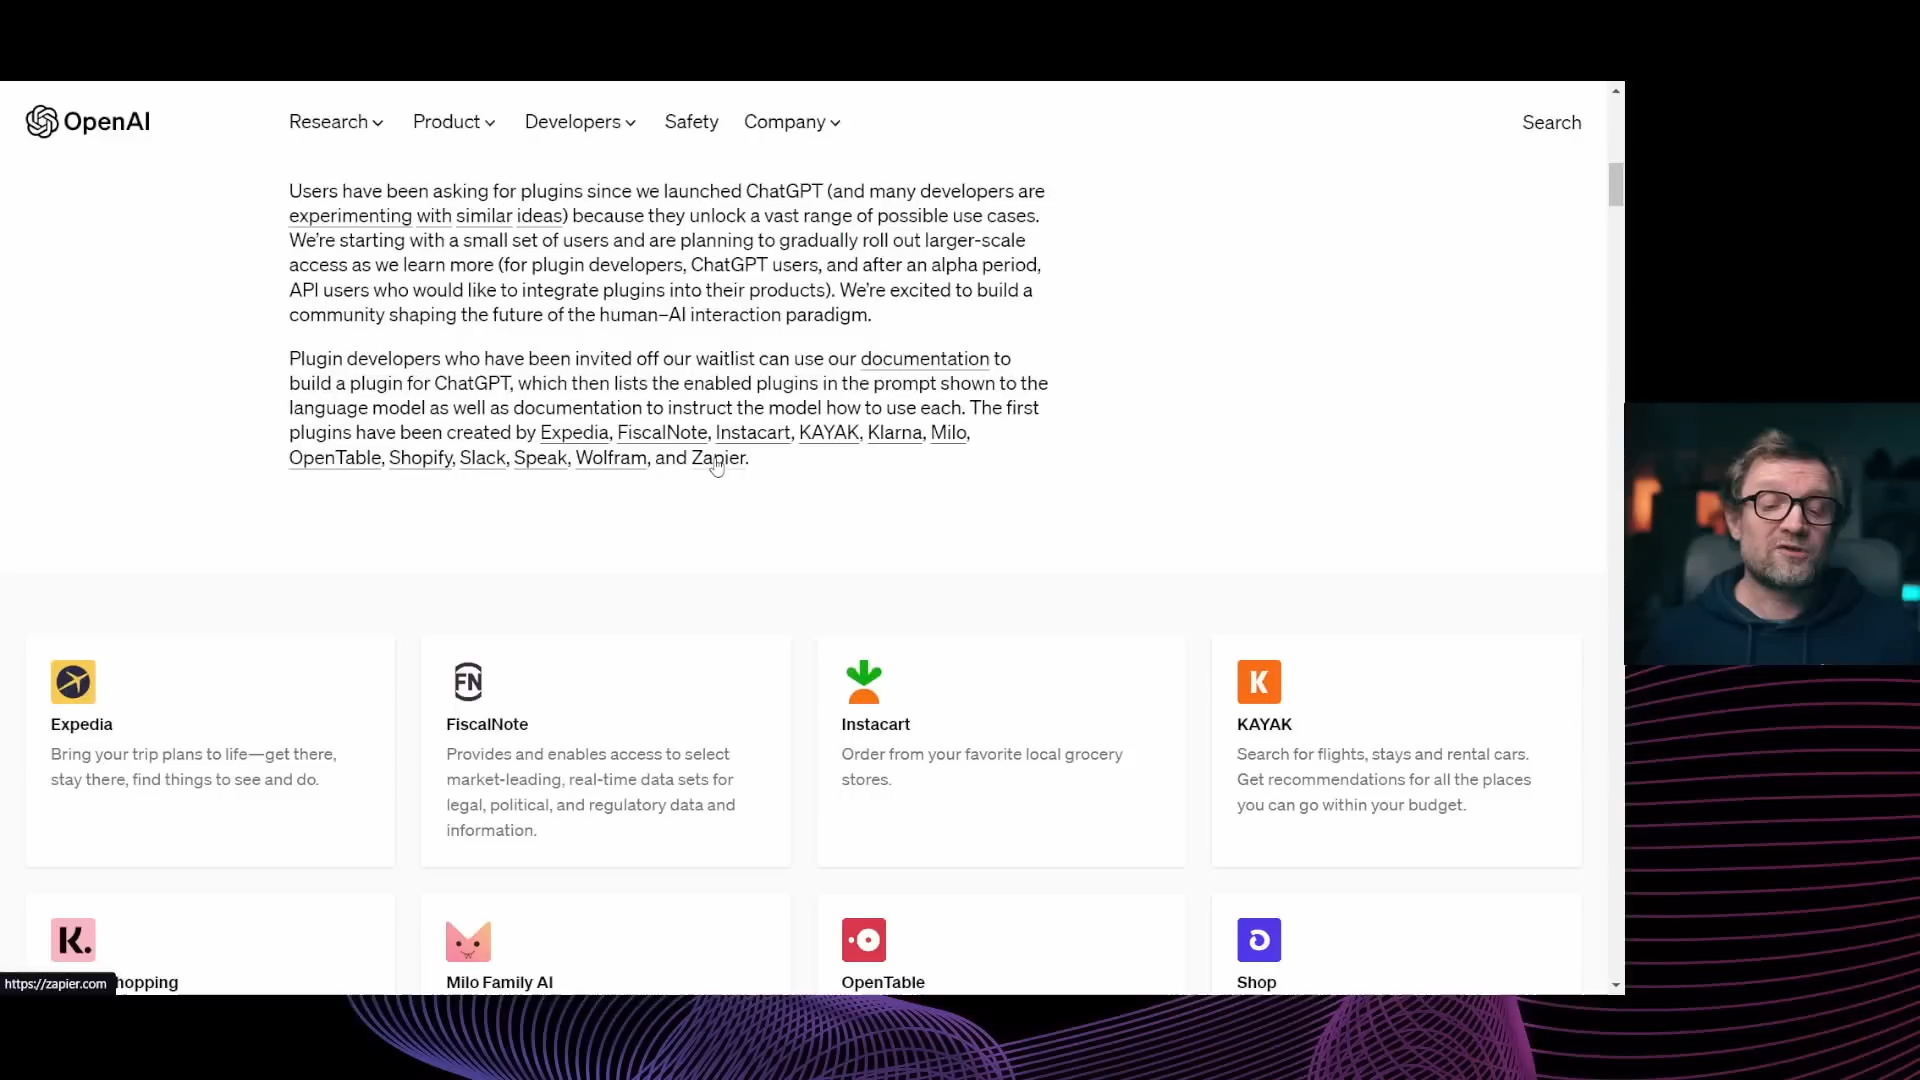 OpenAI
Research
Product
Developers
Safety
Company
Search
Users have been asking for plugins since we launched ChatGPT (and many developers are
experimenting with similar ideas) because they unlock a vast range of possible use cases.
We’re starting with a small set of users and are planning to gradually roll out larger-scale
access as we learn more (for plugin developers, ChatGPT users, and after an alpha period,
API users who would like to integrate plugins into their products). We’re excited to build a
community shaping the future of the human–AI interaction paradigm.
Plugin developers who have been invited off our waitlist can use our documentation to
build a plugin for ChatGPT, which then lists the enabled plugins in the prompt shown to the
language model as well as documentation to instruct the model how to use each. The first
plugins have been created by Expedia, FiscalNote, Instacart, KAYAK, Klarna, Milo,
OpenTable, Shopify, Slack, Speak, Wolfram, and Zapier.
Expedia
Bring your trip plans to life—get there,
stay there, find things to see and do.
FN
FiscalNote
Provides and enables access to select
market-leading, real-time data sets for
legal, political, and regulatory data and
information.
Instacart
Order from your favorite local grocery
stores.
K
KAYAK
Search for flights, stays and rental cars.
Get recommendations for all the places
you can go within your budget.
K.
hopping
Milo Family AI
OpenTable
Shop
https://zapier.com